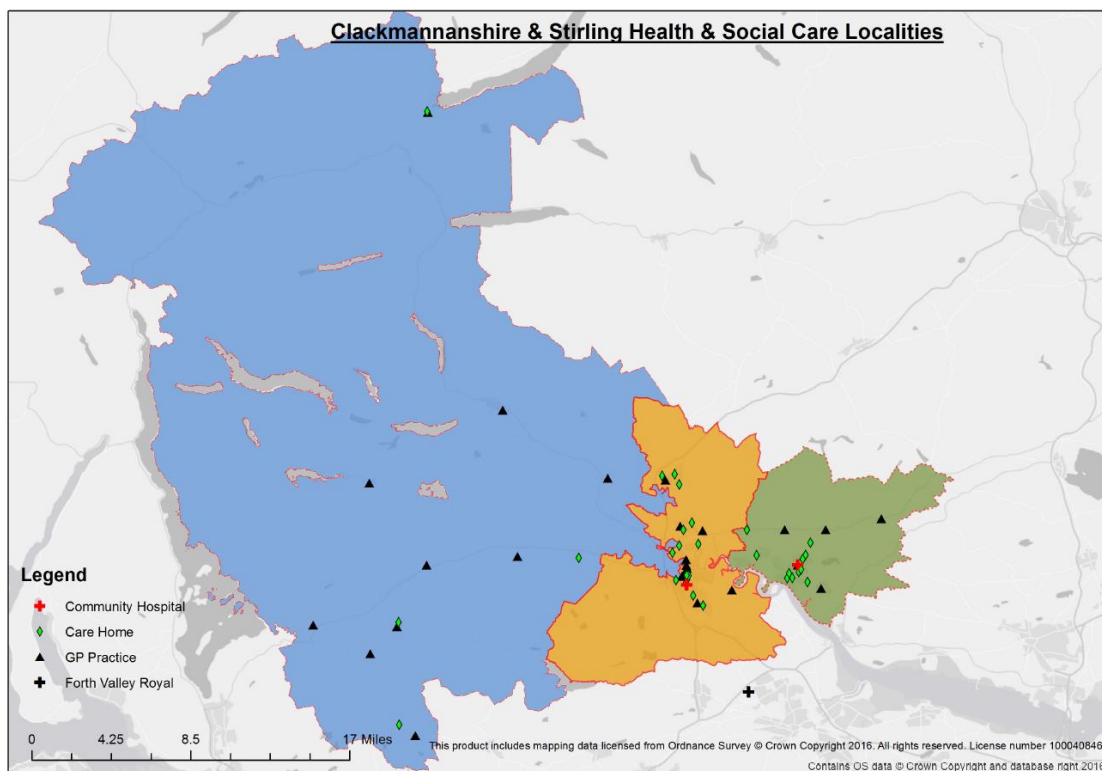 Clackmannanshire & Stirling Health & Social Care Localities
Legend
Community Hospital
Care Home
GP Practice
Forth Valley Royal
0 4.25 8.5 17 Miles
This product includes mapping data licensed from Ordnance Survey © Crown Copyright 2016. All rights reserved. License number 100040846
Contains OS data © Crown Copyright and database right 2016